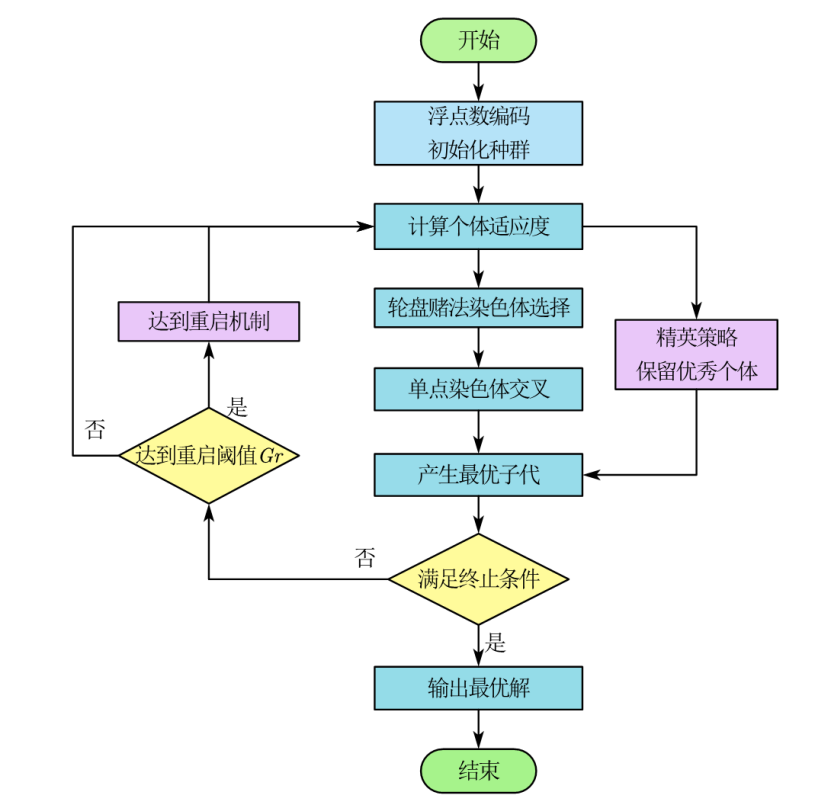 开始
浮点数编码
初始化种群
计算个体适应度
轮盘赌法染色体选择
达到重启机制
精英策略
保留优秀个体
单点染色体交叉
是
否
达到重启阈值Gr
产生最优子代
否
满足终止条件
是
输出最优解
结束